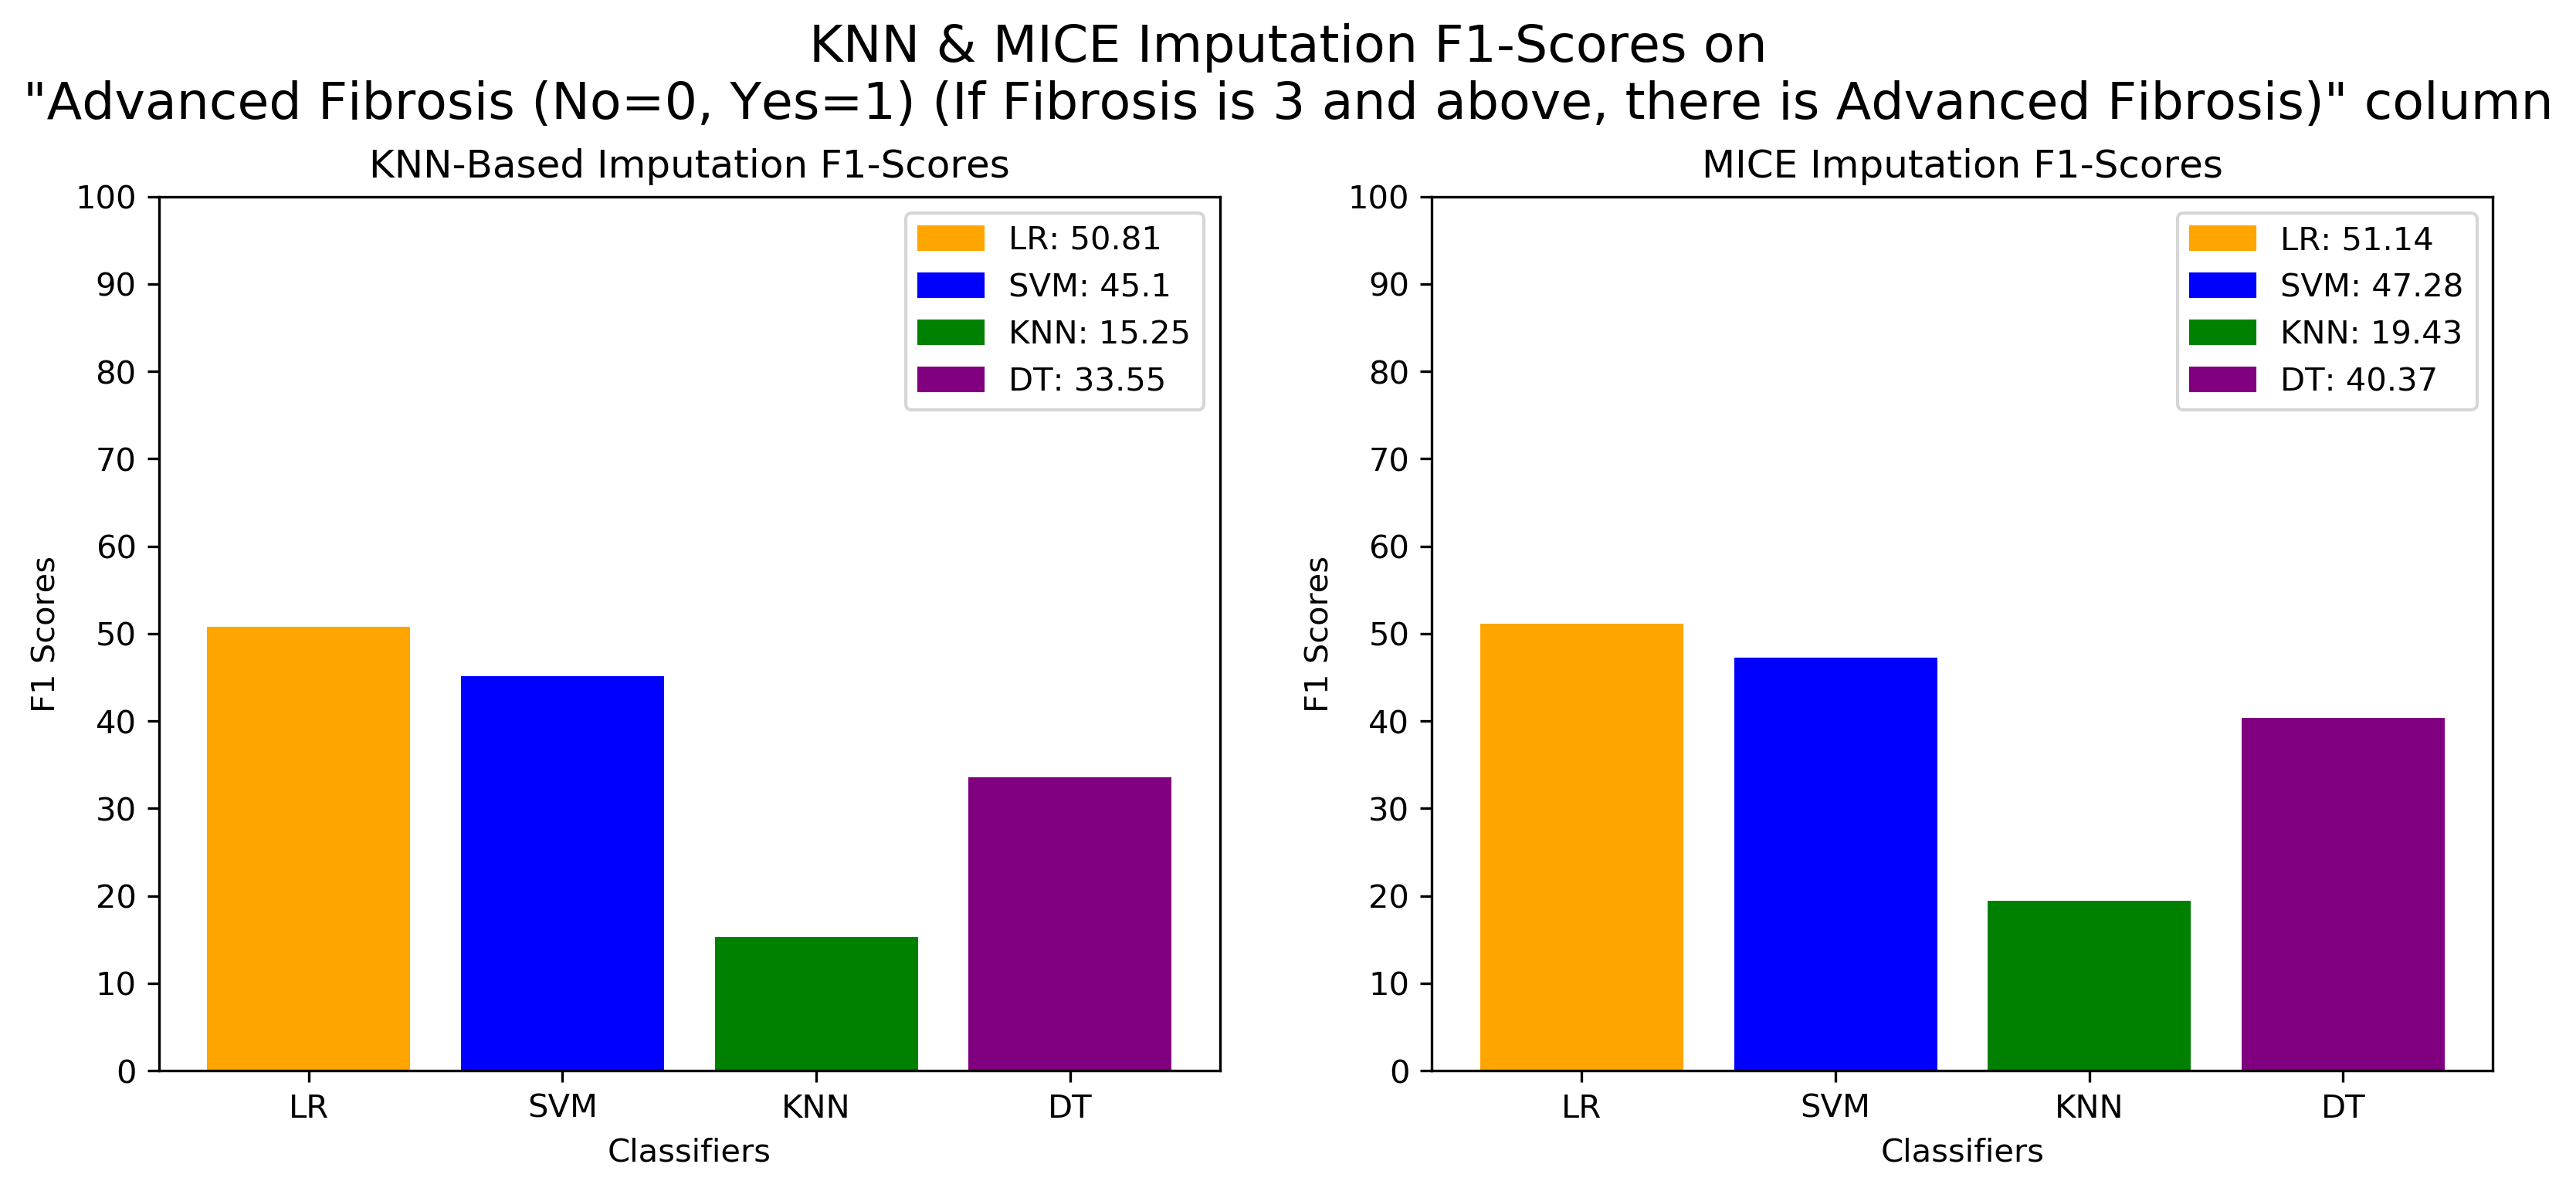 KNN & MICE Imputation F1-Scores on
"Advanced Fibrosis (No=0, Yes=1) (If Fibrosis is 3 and above, there is Advanced Fibrosis)" column
KNN-Based Imputation F1-Scores
100
90
80
70
60
50
40
30
20
10
0
F1 Scores
LR: 50.81
SVM: 45.1
KNN: 15.25
DT: 33.55
LR
SVM
KNN
DT
Classifiers
MICE Imputation F1-Scores
100
90
80
70
60
50
40
30
20
10
0
F1 Scores
LR: 51.14
SVM: 47.28
KNN: 19.43
DT: 40.37
LR
SVM
KNN
DT
Classifiers